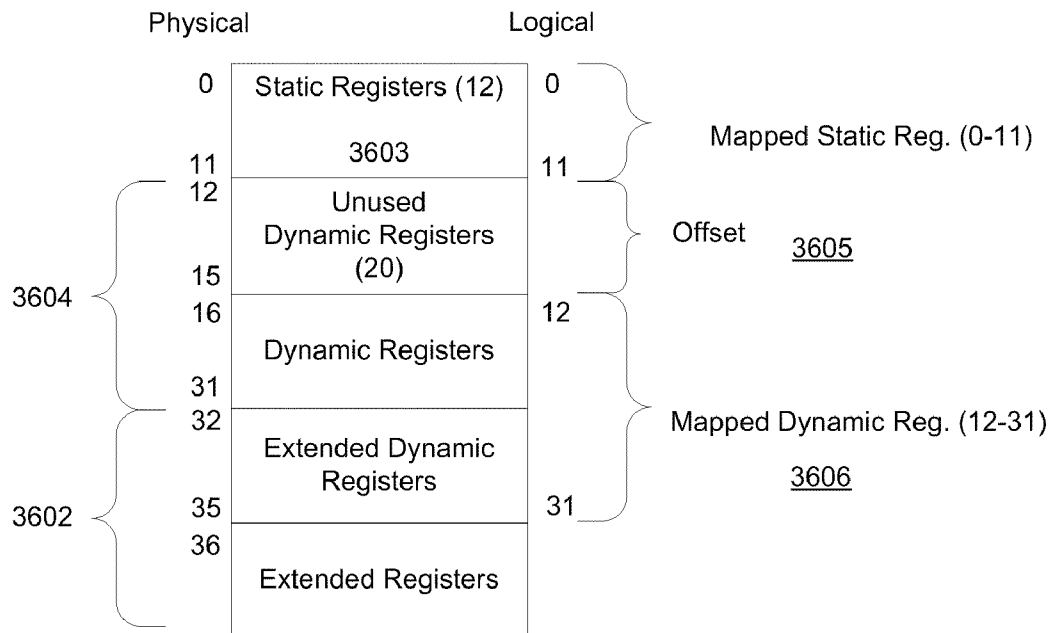 Physical
Logical
0
Static Registers (12)
0
3603
Mapped Static Reg. (0-11)
11
11
12
Unused
Dynamic Registers
(20)
Offset
3605
15
3604
16
12
Dynamic Registers
31
32
Mapped Dynamic Reg. (12-31)
Extended Dynamic
Registers
3606
35
31
3602
36
Extended Registers